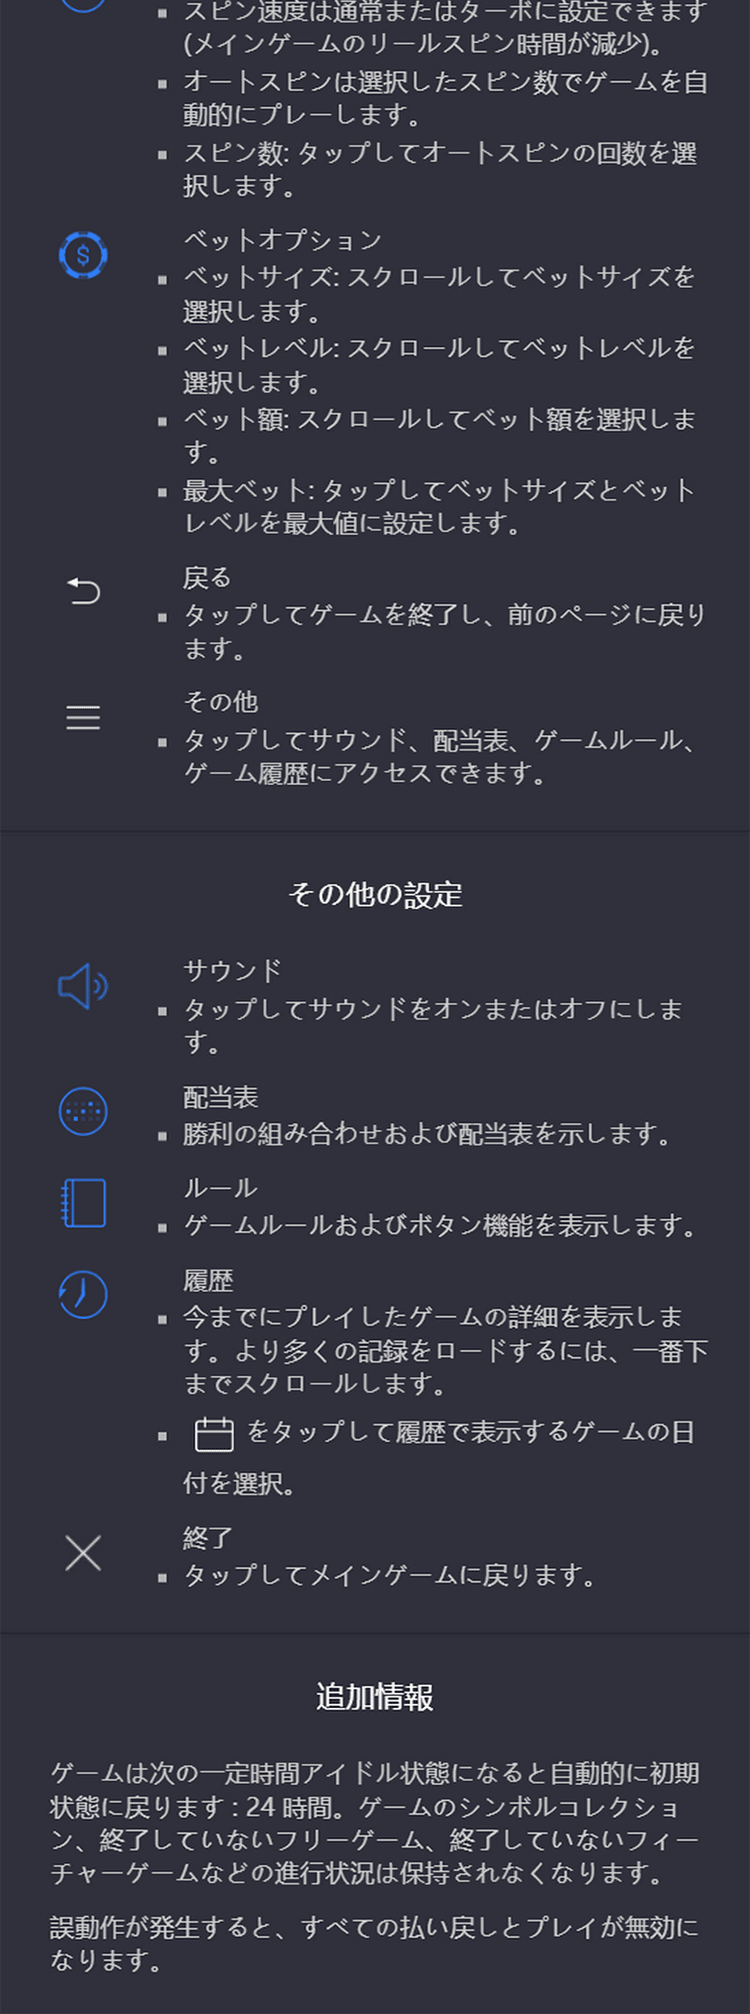 スピン速度は通常またはターボに設定できます
(メインゲームのリールスピン時間が減少)。
オートスピンは選択したスピン数でゲームを自
動的にプレーします。
スピン数: タップしてオートスピンの回数を選
択します。
ベットオプション
ベットサイズ: スクロールしてベットサイズを
選択します。
ベットレベル: スクロールしてベットレベルを
選択します。
ベット額: スクロールしてベット額を選択しま
す。
最大ベット: タップしてベットサイズとベット
レベルを最大値に設定します。
戻る
タップしてゲームを終了し、前のページに戻り
ます。
その他
タップしてサウンド、配当表、ゲームルール、
ゲーム履歴にアクセスできます。
その他の設定
サウンド
タップしてサウンドをオンまたはオフにしま
す。
配当表
勝利の組み合わせおよび配当表を示します。
ルール
ゲームルールおよびボタン機能を表示します。
履歴
今までにプレイしたゲームの詳細を表示しま
す。より多くの記録をロードするには、一番下
までスクロールします。
をタップして履歴で表示するゲームの日
付を選択。
終了
タップしてメインゲームに戻ります。
追加情報
ゲームは次の一定時間アイドル状態になると自動的に初期
状態に戻ります : 24 時間。ゲームのシンボルコレクショ
ン、終了していないフリーゲーム、終了していないフィー
チャーゲームなどの進行状況は保持されなくなります。
誤動作が発生すると、すべての払い戻しとプレイが無効に
なります。